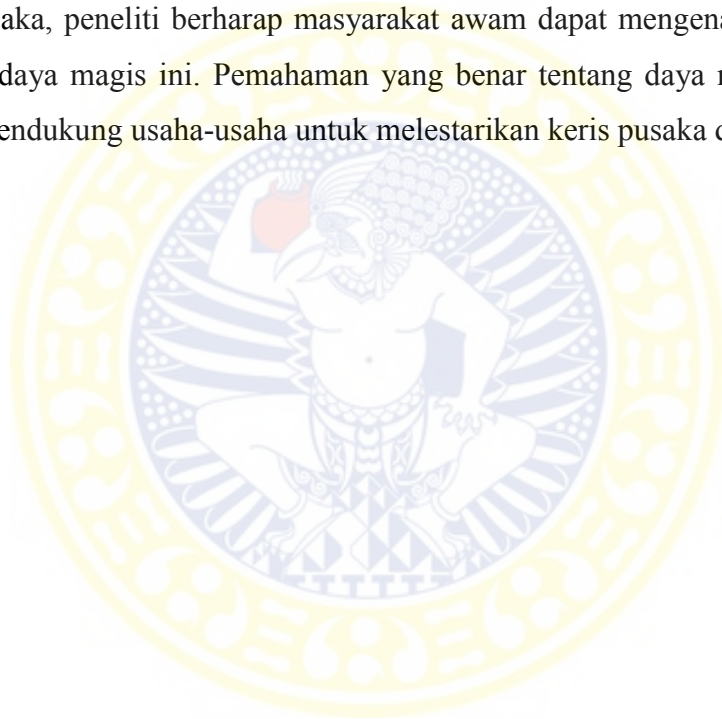 aka, peneliti berharap masyarakat awam dapat mengena
daya magis ini. Pemahaman yang benar tentang daya
endukung usaha-usaha untuk melestarikan keris pusaka